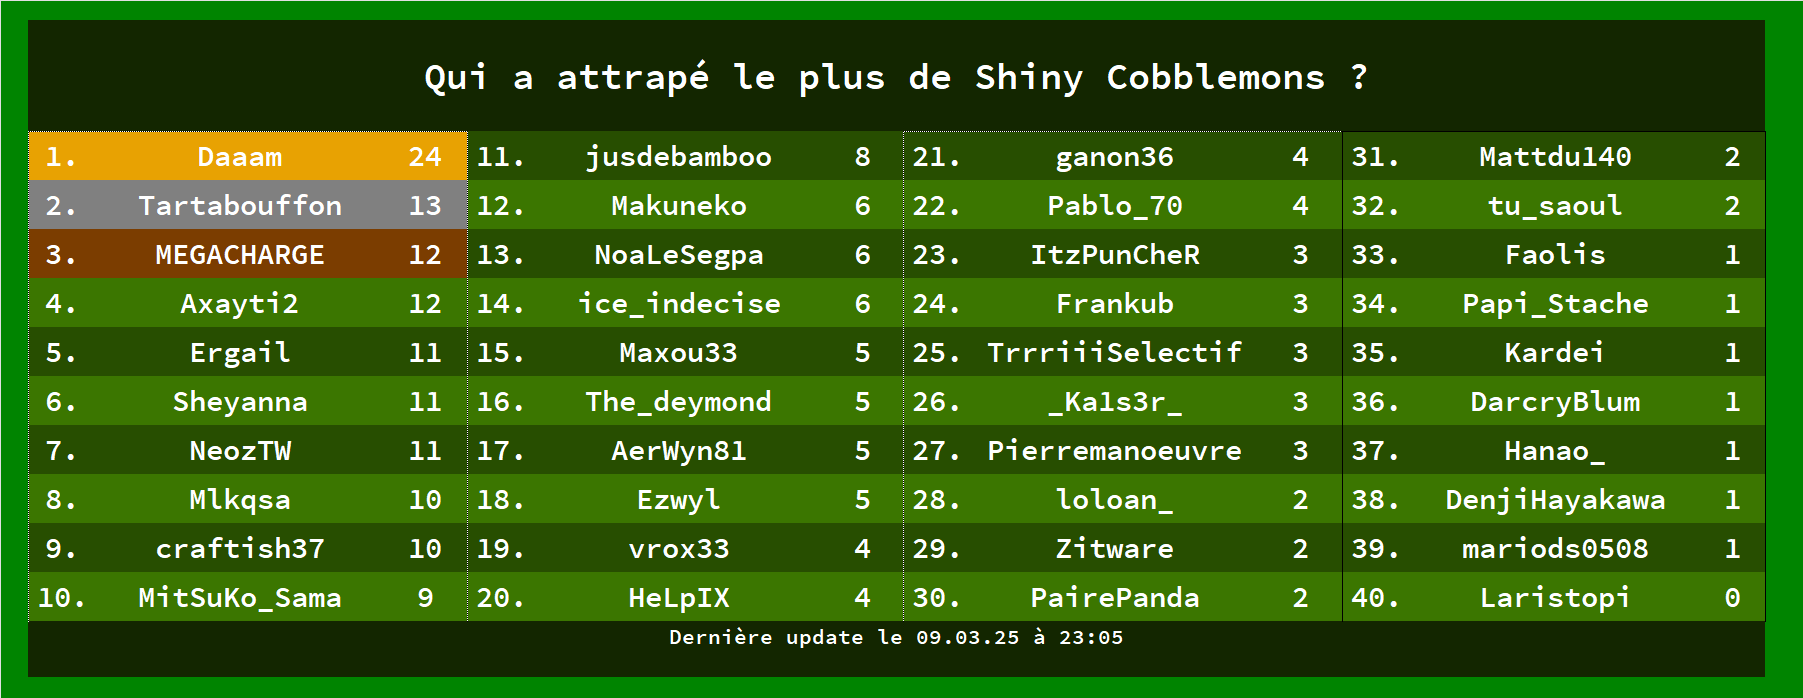 Qui a attrapé le plus de Shiny Cobblemons ?
1. Daaam 24
2. Tartabouffon 13
3. MEGACHARGE 12
4. Axayti2 12
5. Ergail 11
6. Sheyanna 11
7. NeozTW 11
8. Mlkqsa 10
9. craftish37 10
10. MitSuKo_Sama 9
11. jusdebamboo 8
12. Makuneko 6
13. NoaLeSegpa 6
14. ice_indecise 6
15. Maxou33 5
16. The_deymond 5
17. AerWyn81 5
18. Ezwyl 5
19. vrox33 4
20. HeLpIX 4
21. ganon36 4
22. Pablo_70 4
23. ItzPunCheR 3
24. Frankub 3
25. TrrriiiSelectif 3
26. _Ka1s3r_ 3
27. Pierremanoeuvre 3
28. loloan_ 2
29. Zitware 2
30. PairePanda 2
31. Mattdu140 2
32. tu_saoul 2
33. Faolis 1
34. Papi_Stache 1
35. Kardei 1
36. DarcryBlum 1
37. Hanao_ 1
38. DenjiHayakawa 1
39. mariods0508 1
40. Laristopi 0
Dernière update le 09.03.25 à 23:05